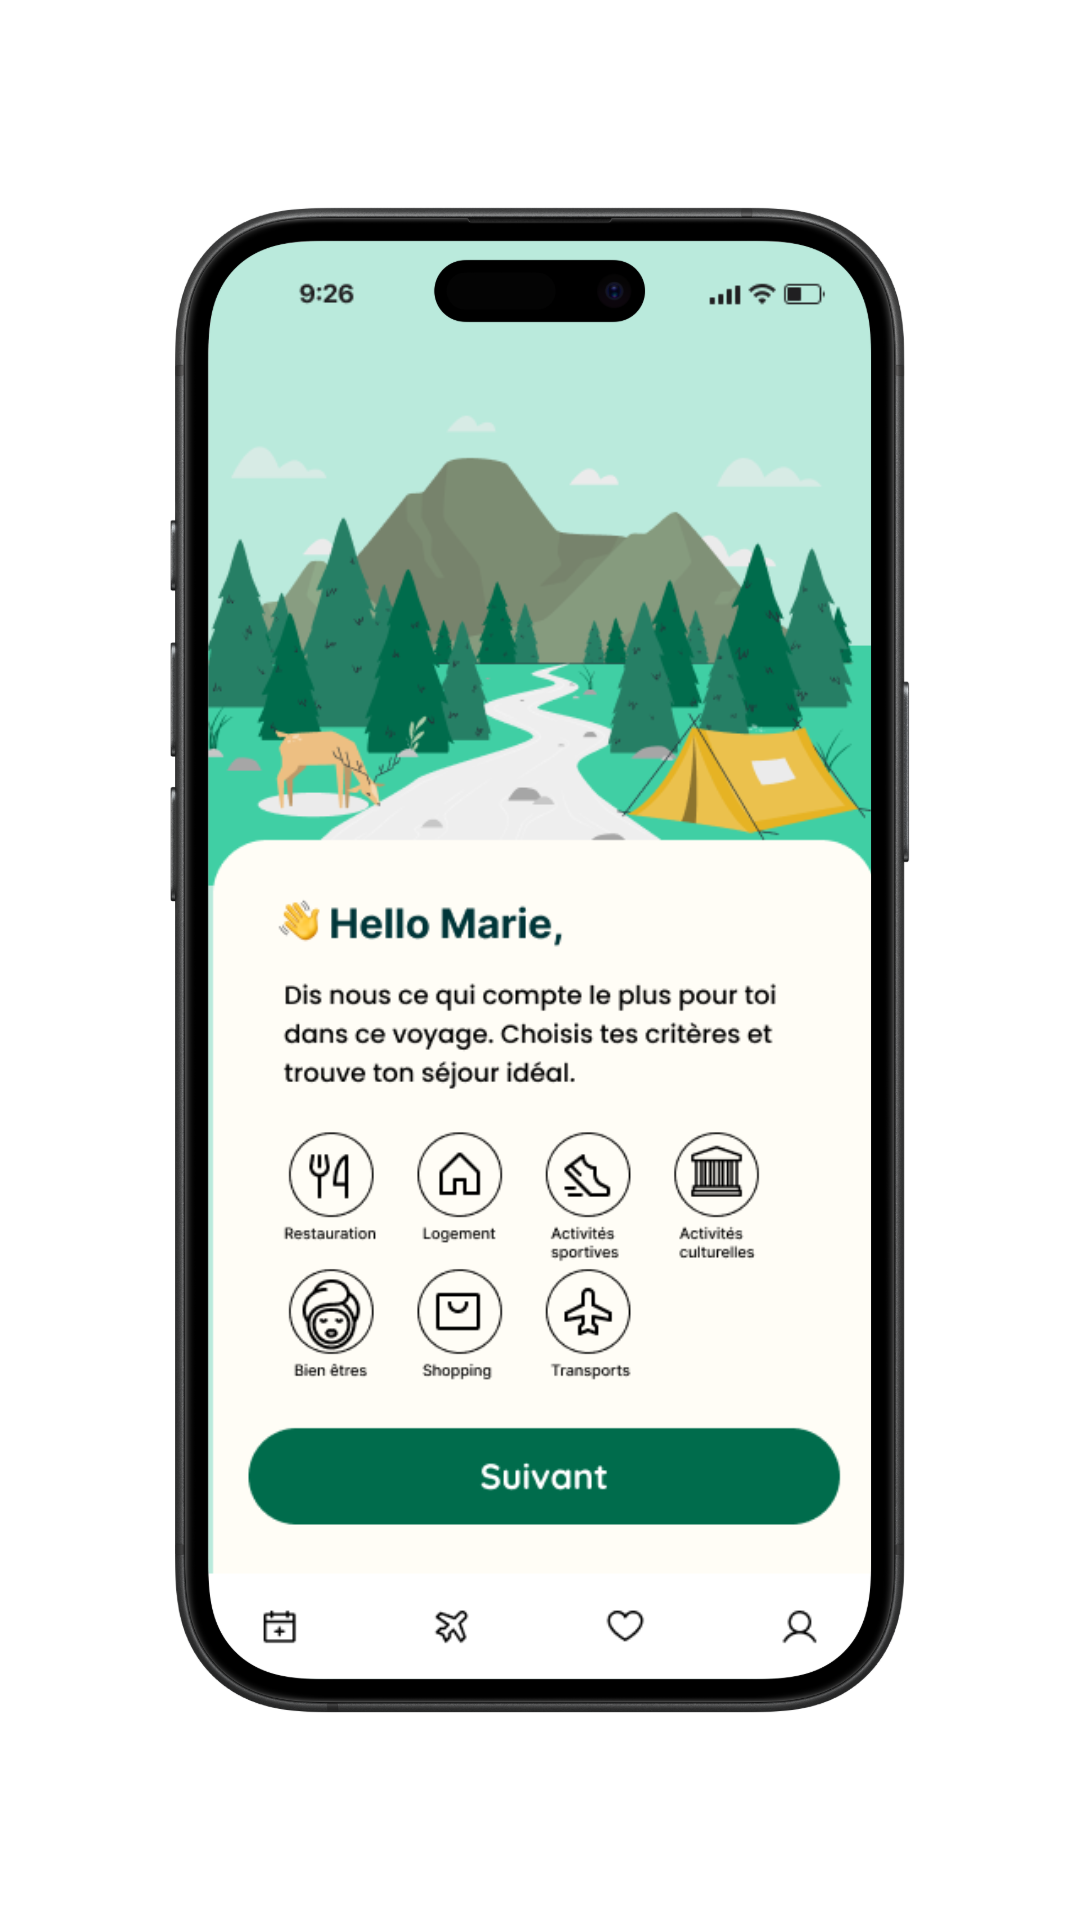 9:26
👋 Hello Marie,
Dis nous ce qui compte le plus pour toi
dans ce voyage. Choisis tes critères et
trouve ton séjour idéal.
Restauration
Logement
Activités
sportives
Activités
culturelles
Bien êtres
Shopping
Transports
Suivant